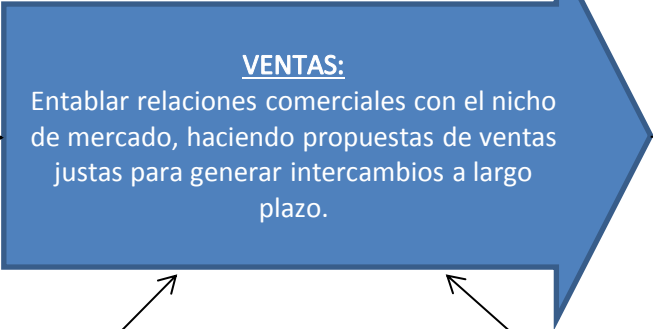 VENTAS:
Entablar relaciones comerciales con el nicho
de mercado, haciendo propuestas de ventas
justas para generar intercambios a largo
plazo.